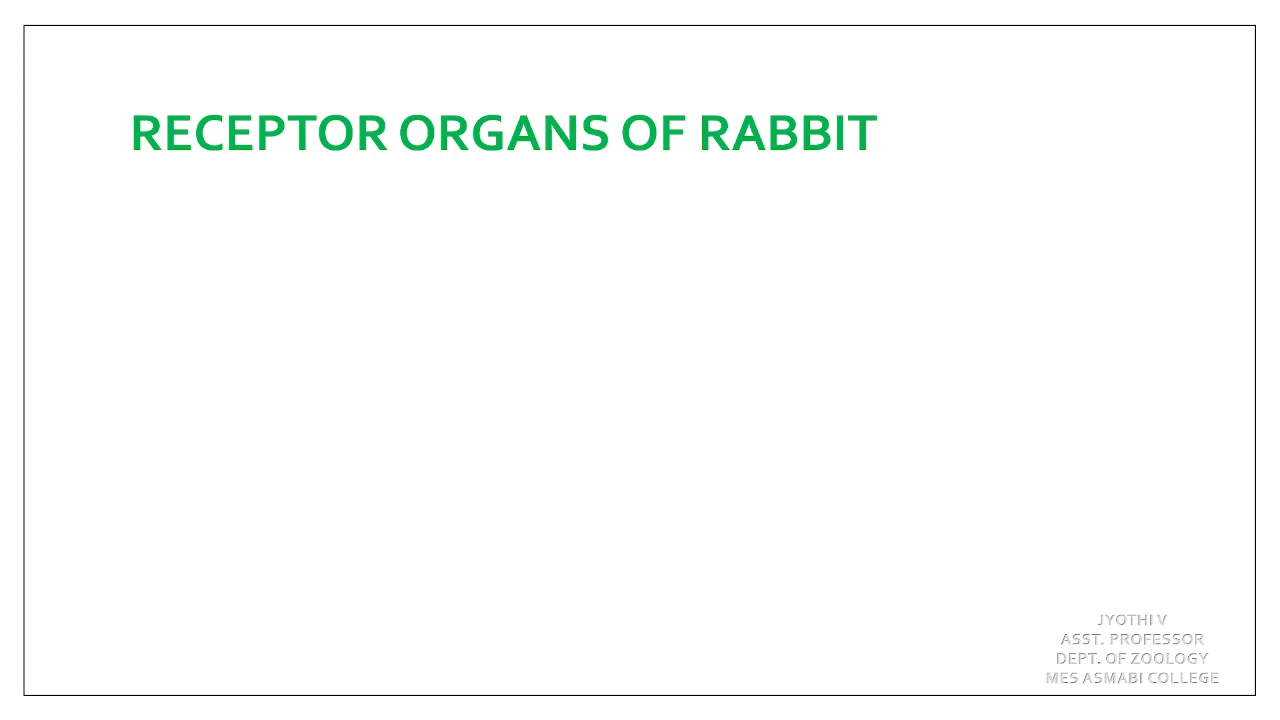 RECEPTOR ORGANS OF RABBIT
JYOTHI V
ASST. PROFESSOR
DEPT. OF ZOOLOGY
MES ASMABI COLLEGE